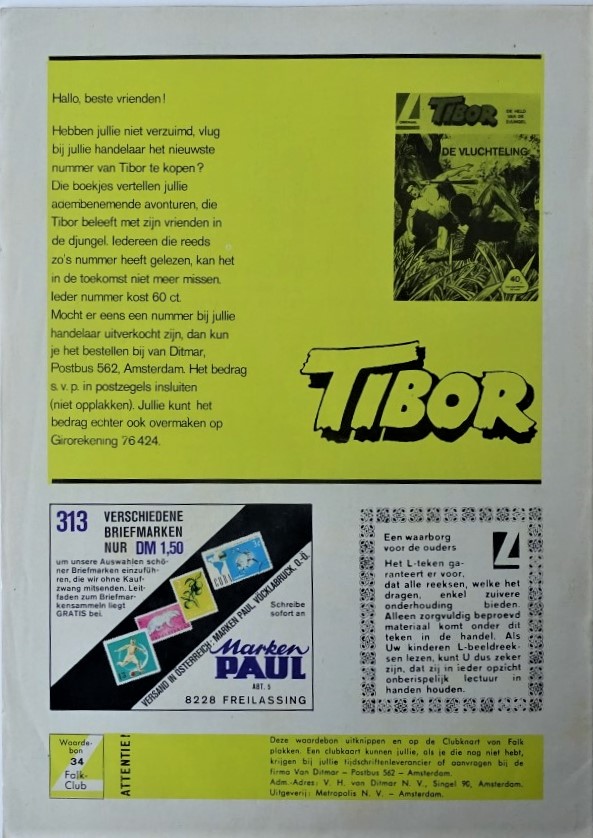 Hallo, beste vrienden!
Hebben jullie niet verzuimd, vlug
bij jullie handelaar het nieuwste
nummer van Tibor te kopen?
Die boekjes vertellen jullie
adembenemende avonturen, die
Tibor beleeft met zijn vrienden in
de djungel. Iedereen die reeds
zo's nummer heeft gelezen, kan het
in de toekomst niet meer missen.
Ieder nummer kost 60 ct.
Mocht er eens een nummer bij jullie
handelaar uitverkocht zijn, dan kun
je het bestellen bij van Ditmar,
Postbus 562, Amsterdam. Het bedrag
s. v. p. in postzegels insluiten
(niet opplakken). Jullie kunt het
bedrag echter ook overmaken op
Girorekening 76424.
TIBOR
DE HELD
VAN DE
DJUNGEL
DE VLUCHTELING
40
TIBOR
313 VERSCHIEDENE
BRIEFMARKEN
NUR DM 1,50
um unsere Auswahlen schö-
ner Briefmarken einzufüh-
ren, die wir ohne Kauf-
zwang mitsenden. Leit-
faden zum Briefmar-
kensammeln liegt
GRATIS bei.
VERSAND IN ÖSTERREICH: MARKEN PAUL, VÖCKLABRUCK, O.-Ö.
Schreibe
sofort an
Marken
PAUL
ABT. 5
8228 FREILASSING
Een waarborg
voor de ouders
Het L-teken ga-
ranteert er voor,
dat alle reeksen, welke het
dragen, enkel zuivere
onderhouding bieden.
Alleen zorgvuldig beproevd
materiaal komt onder dit
teken in de handel. Als
Uw kinderen L-beeldreek-
sen lezen, kunt U dus zeker
zijn, dat zij in ieder opzicht
onberispelijk lectuur in
handen houden.
Waarde-
bon
34
Falk-
Club
ATTENTIE!
Deze waardebon uitknippen en op de Clubkaart van Falk
plakken. Een clubkaart kunnen jullie, als je die nog niet hebt,
krijgen bij jullie tijdschriftenleverancier of aanvragen bij de
firma Van Ditmar – Postbus 562 – Amsterdam.
Adm.-Adres: V. H. van Ditmar N. V., Singel 90, Amsterdam.
Uitgeverij: Metropolis N. V. – Amsterdam.